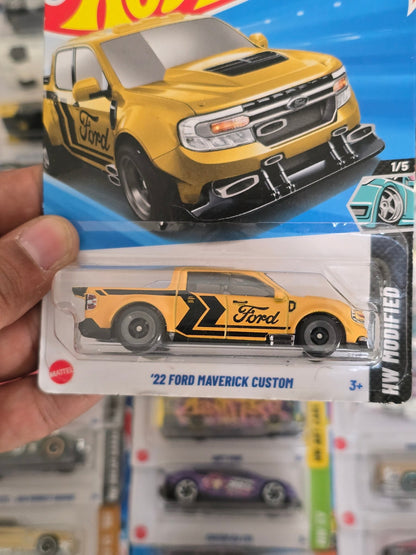 Ford
1/5
Ford
MATTEL
'22 FORD MAVERICK CUSTOM
3+
HW MODIFIED